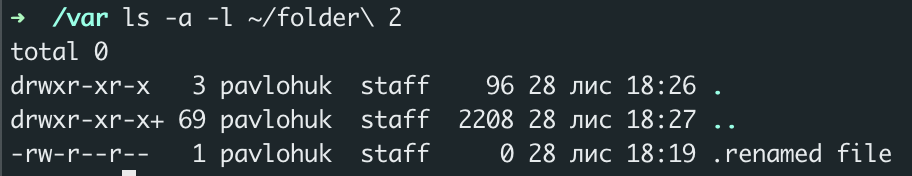 ➜  /var ls -a -l ~/folder\ 2
total 0
drwxr-xr-x   3 pavlohuk  staff    96 28 лис 18:26 .
drwxr-xr-x+ 69 pavlohuk  staff  2208 28 лис 18:27 ..
-rw-r--r--   1 pavlohuk  staff     0 28 лис 18:19 .renamed file